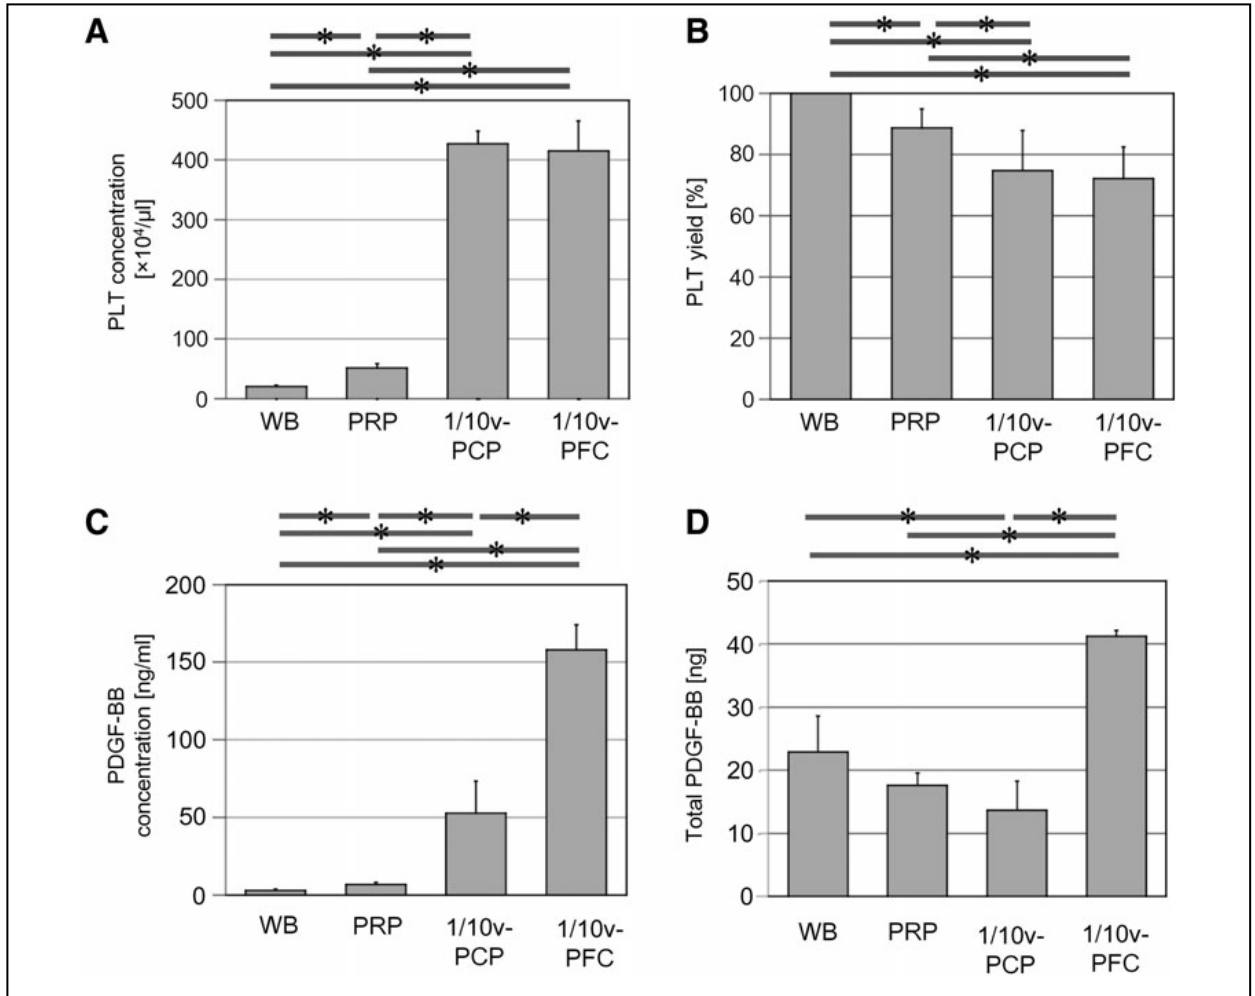 A
* *
*
*
*
PLT concentration
[×10⁴/μl]
500
400
300
200
100
0
WB PRP 1/10v- 1/10v-
PCP PFC
B
* *
*
*
*
PLT yield [%]
100
80
60
40
20
0
WB PRP 1/10v- 1/10v-
PCP PFC
C
* * *
*
*
*
PDGF-BB
concentration [ng/ml]
200
150
100
50
0
WB PRP 1/10v- 1/10v-
PCP PFC
D
* *
*
*
Total PDGF-BB [ng]
50
40
30
20
10
0
WB PRP 1/10v- 1/10v-
PCP PFC